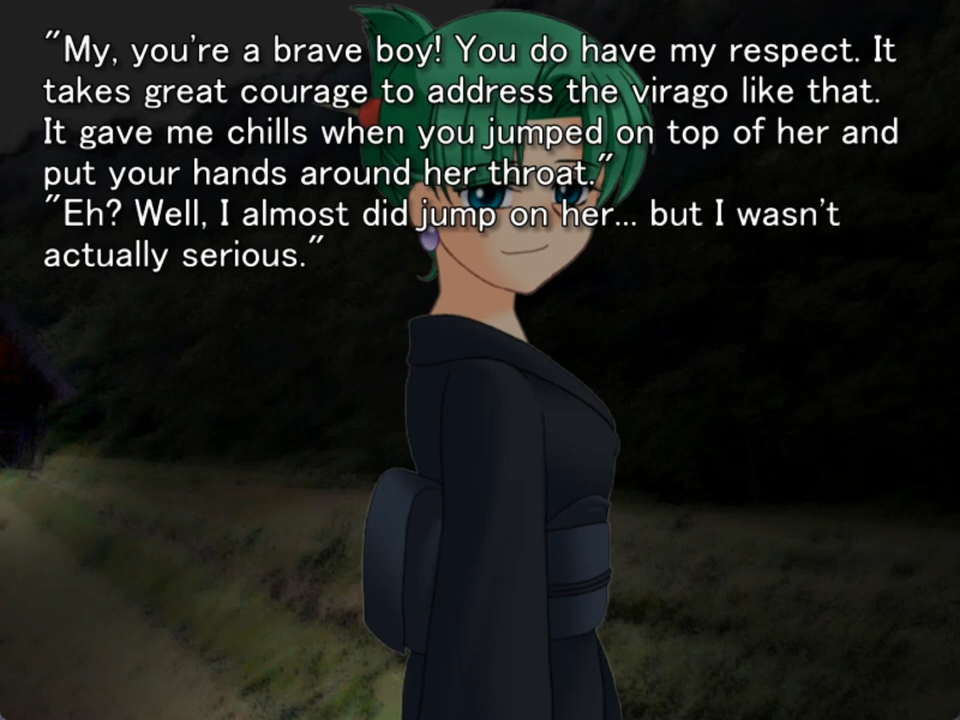 "My, you're a brave boy! You do have my respect. It
takes great courage to address the virago like that.
It gave me chills when you jumped on top of her and
put your hands around her throat."
"Eh? Well, I almost did jump on her... but I wasn't
actually serious."